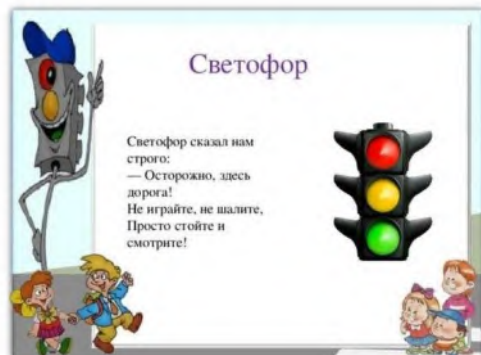 Светофор
Светофор сказал нам
строго:
— Осторожно, здесь
дорога!
Не играйте, не шалите,
Просто стойте и
смотрите!